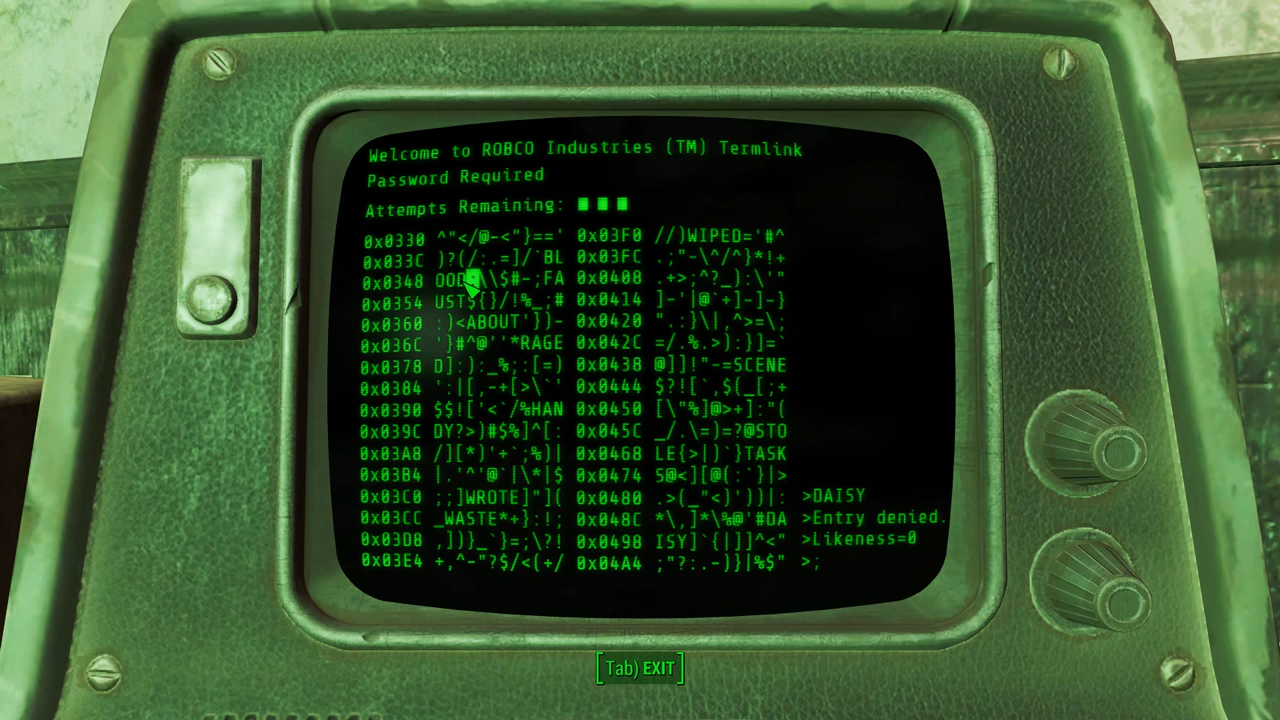 Welcome to ROBCO Industries (TM) Termlink
Password Required
Attempts Remaining: ■ ■ ■
0x0330 ^"</@-<"}==' 0x03F0 //)WIPED='#^
0x033C )?(/:.=]/`BL 0x03FC .;"-\^/^}*!+
0x0348 OOD \\$#-;FA 0x0408 .+>;^?_):\'"
0x0354 UST${}/!%_;# 0x0414 ]-'|@`+]-]-}
0x0360 :)<ABOUT'})- 0x0420 ".:}\|,^>=\;
0x036C '}#^@''*RAGE 0x042C =/.%.>):}]=`
0x0378 D]:):_%;:[=) 0x0438 @]]!"-=SCENE
0x0384 ':|[,-+[>\`' 0x0444 $?![`,$(_[;+
0x0390 $$!['<`/%HAN 0x0450 [\"%]@>+]:"(
0x039C DY?>)#$%]^[: 0x045C _/.\=)=?@STO
0x03A8 /][*)'+`;%)| 0x0468 LE{>|)`}TASK
0x03B4 |.'^'@`|\*|$ 0x0474 S@<][@(:`}|>
0x03C0 ;;]WROTE]"]( 0x0480 .>(_"<)'))|: >DAISY
0x03CC _WASTE*+}:!; 0x048C *\,]*\%@'#DA >Entry denied.
0x03D8 ,])}_`}=;\?! 0x0498 ISY]`{|]]^<" >Likeness=0
0x03E4 +,^-"?$/<(+/ 0x04A4 ;"?:.-)}|%$" >;
Tab) EXIT